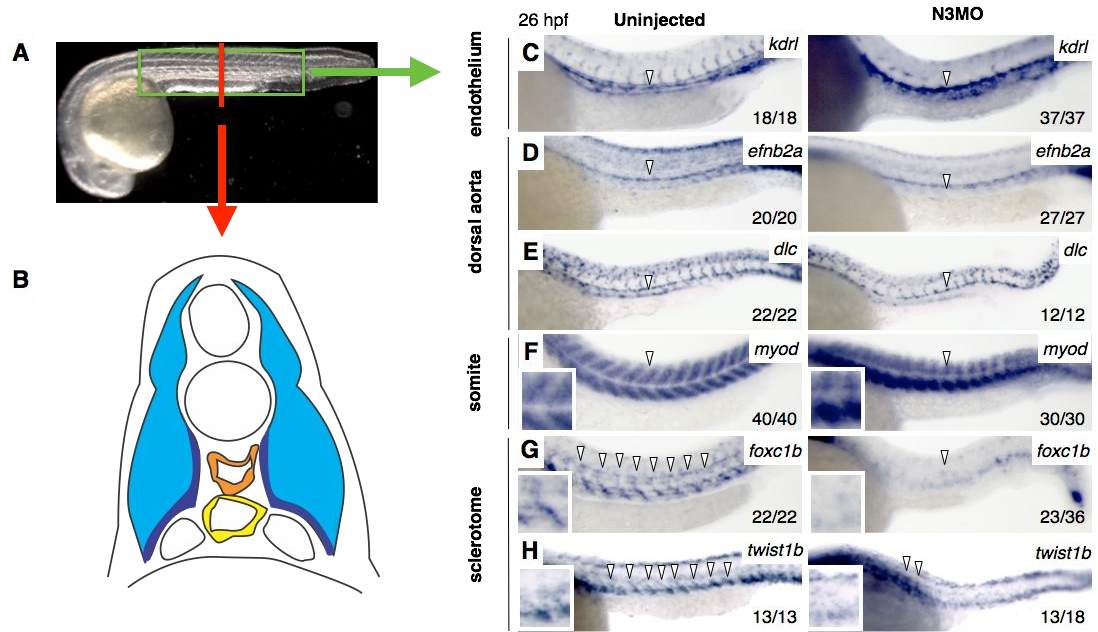 26 hpf Uninjected N3MO
A
B
endothelium
C kdrl 18/18 kdrl 37/37
dorsal aorta
D efnb2a 20/20 efnb2a 27/27
E dlc 22/22 dlc 12/12
somite
F myod 40/40 myod 30/30
sclerotome
G foxc1b 22/22 foxc1b 23/36
H twist1b 13/13 twist1b 13/18